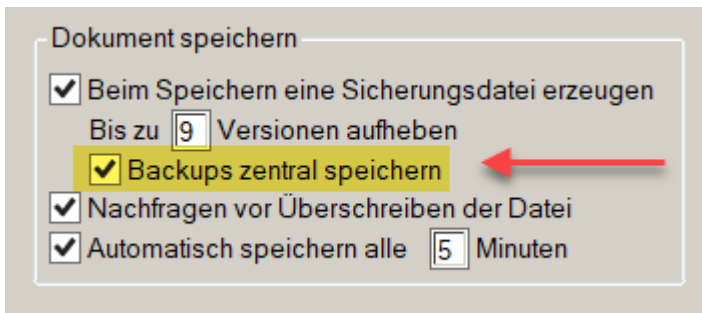 Dokument speichern
Beim Speichern eine Sicherungsdatei erzeugen
Bis zu 9 Versionen aufheben
Backups zentral speichern
Nachfragen vor Überschreiben der Datei
Automatisch speichern alle 5 Minuten